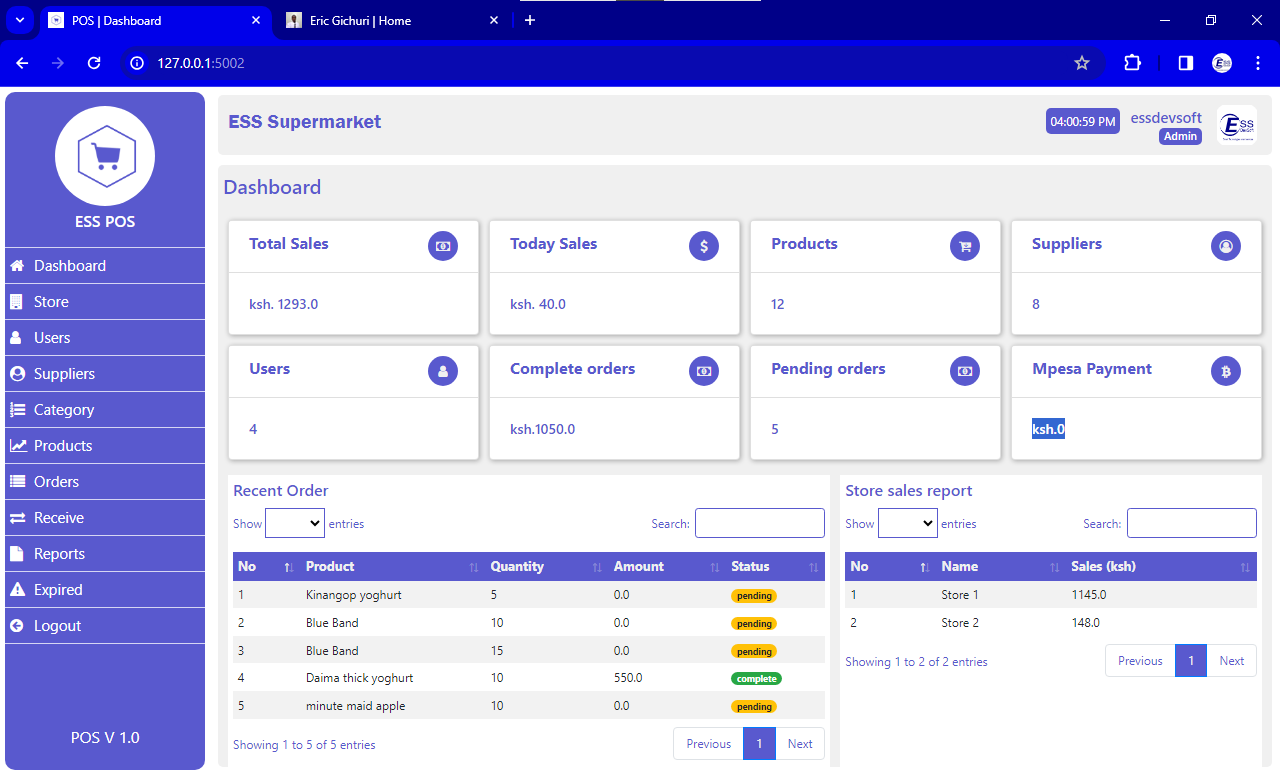 POS | Dashboard
Eric Gichuri | Home
127.0.0.1:5002
ESS POS
Dashboard
Store
Users
Suppliers
Category
Products
Orders
Receive
Reports
Expired
Logout
POS V 1.0
ESS Supermarket
04:00:59 PM
essdevsoft
Admin
Dashboard
Total Sales
ksh. 1293.0
Today Sales
ksh. 40.0
Products
12
Suppliers
8
Users
4
Complete orders
ksh.1050.0
Pending orders
5
Mpesa Payment
ksh.0
Recent Order
Show entries Search:
No Product Quantity Amount Status
1 Kinangop yoghurt 5 0.0 pending
2 Blue Band 10 0.0 pending
3 Blue Band 15 0.0 pending
4 Daima thick yoghurt 10 550.0 complete
5 minute maid apple 10 0.0 pending
Showing 1 to 5 of 5 entries
Previous 1 Next
Store sales report
Show entries Search:
No Name Sales (ksh)
1 Store 1 1145.0
2 Store 2 148.0
Showing 1 to 2 of 2 entries
Previous 1 Next